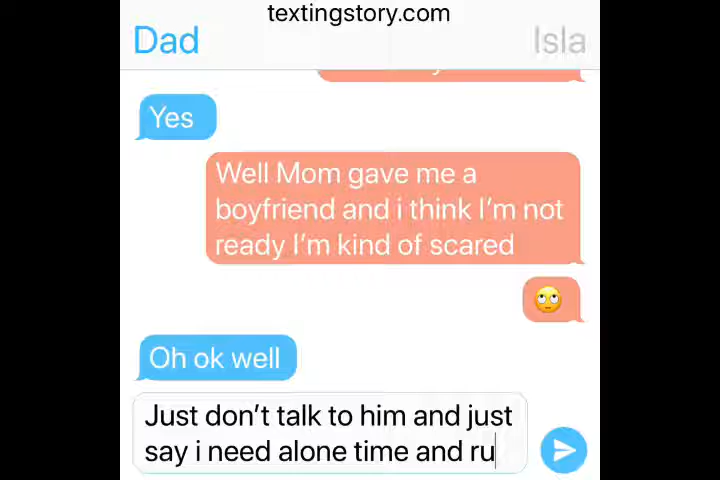 textingstory.com
Dad
Isla
Yes
Well Mom gave me a
boyfriend and i think I’m not
ready I’m kind of scared
Oh ok well
Just don’t talk to him and just
say i need alone time and ru